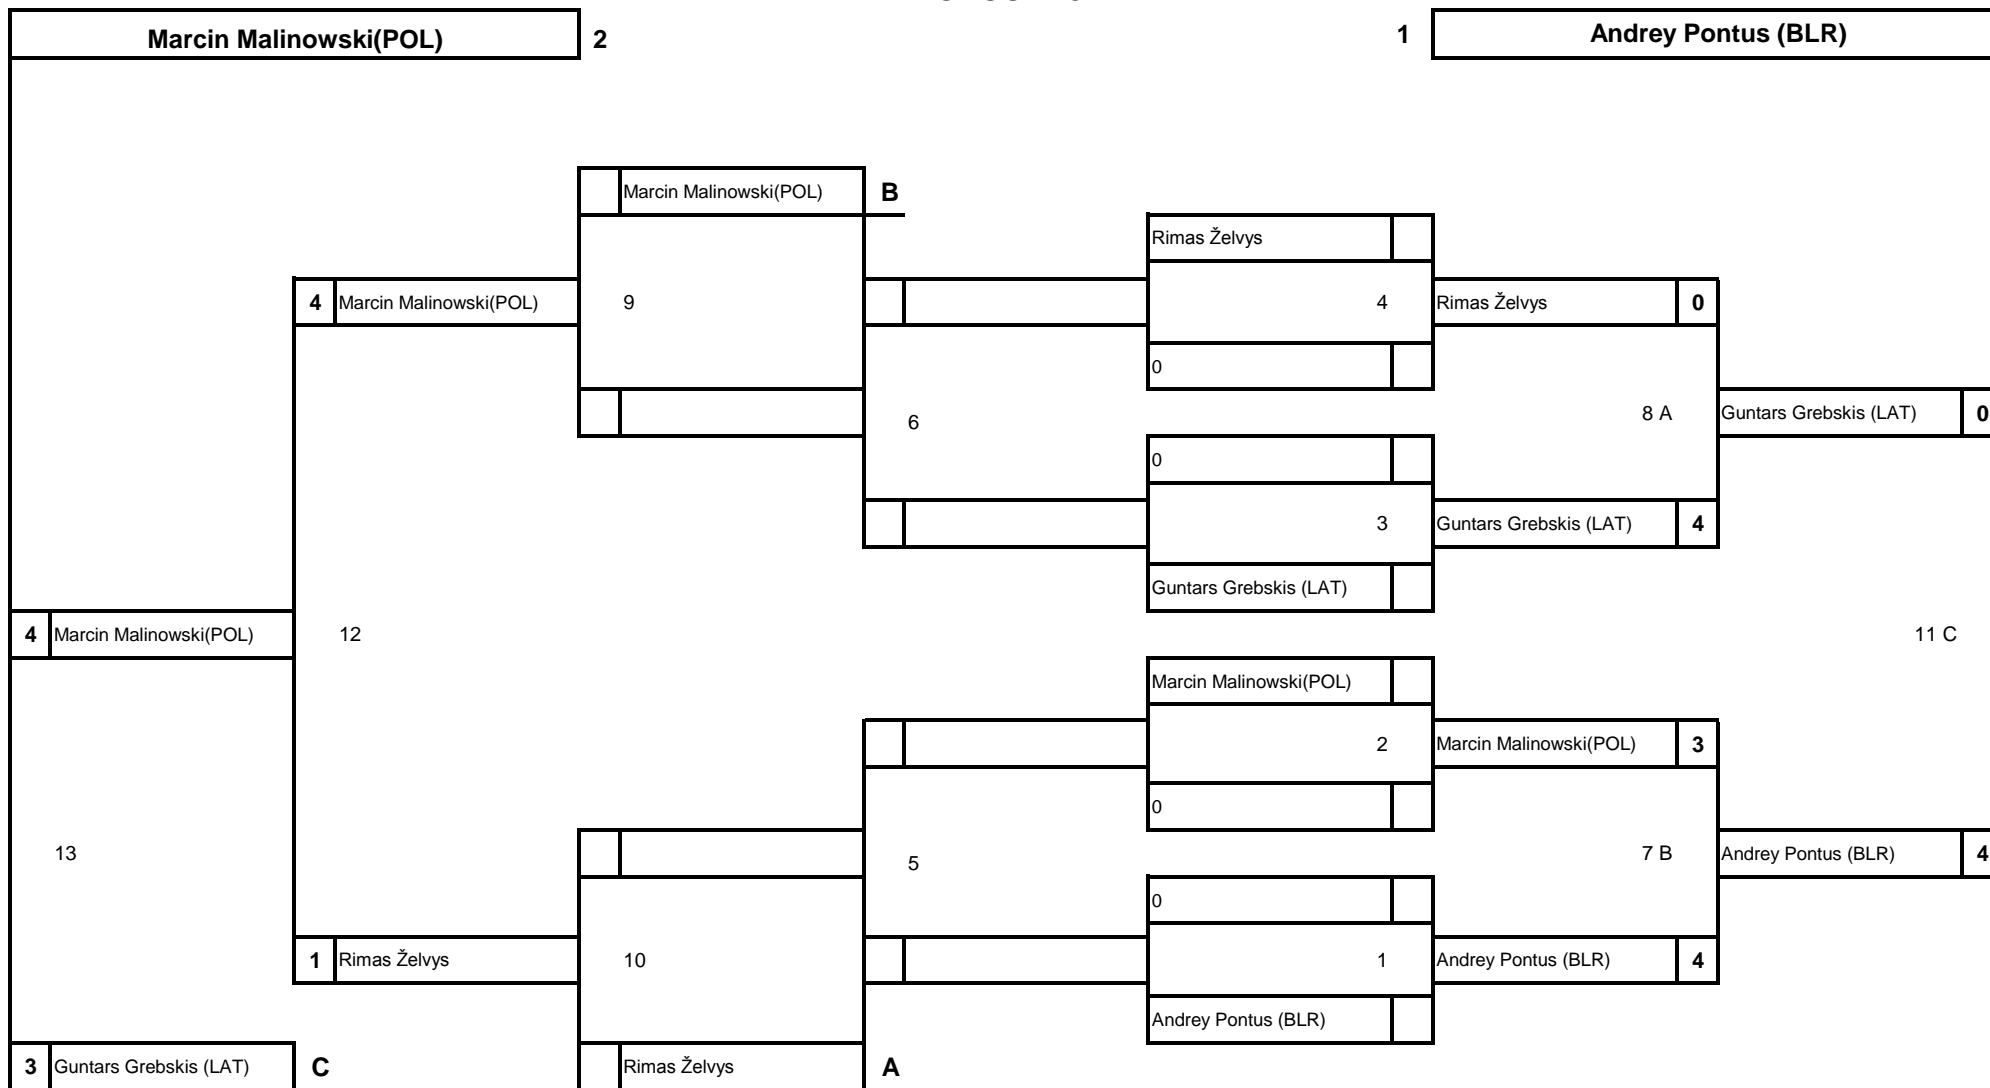 Marcin Malinowski(POL) 2 1 Andrey Pontus (BLR)
Marcin Malinowski(POL) B
Rimas Želvys
4 Marcin Malinowski(POL) 9 4 Rimas Želvys 0
0
6 8 A Guntars Grebskis (LAT) 0
0
3 Guntars Grebskis (LAT) 4
Guntars Grebskis (LAT)
4 Marcin Malinowski(POL) 12 11 C
Marcin Malinowski(POL)
2 Marcin Malinowski(POL) 3
0
13 5 7 B Andrey Pontus (BLR) 4
0
1 Rimas Želvys 10 1 Andrey Pontus (BLR) 4
Andrey Pontus (BLR)
3 Guntars Grebskis (LAT) C Rimas Želvys A